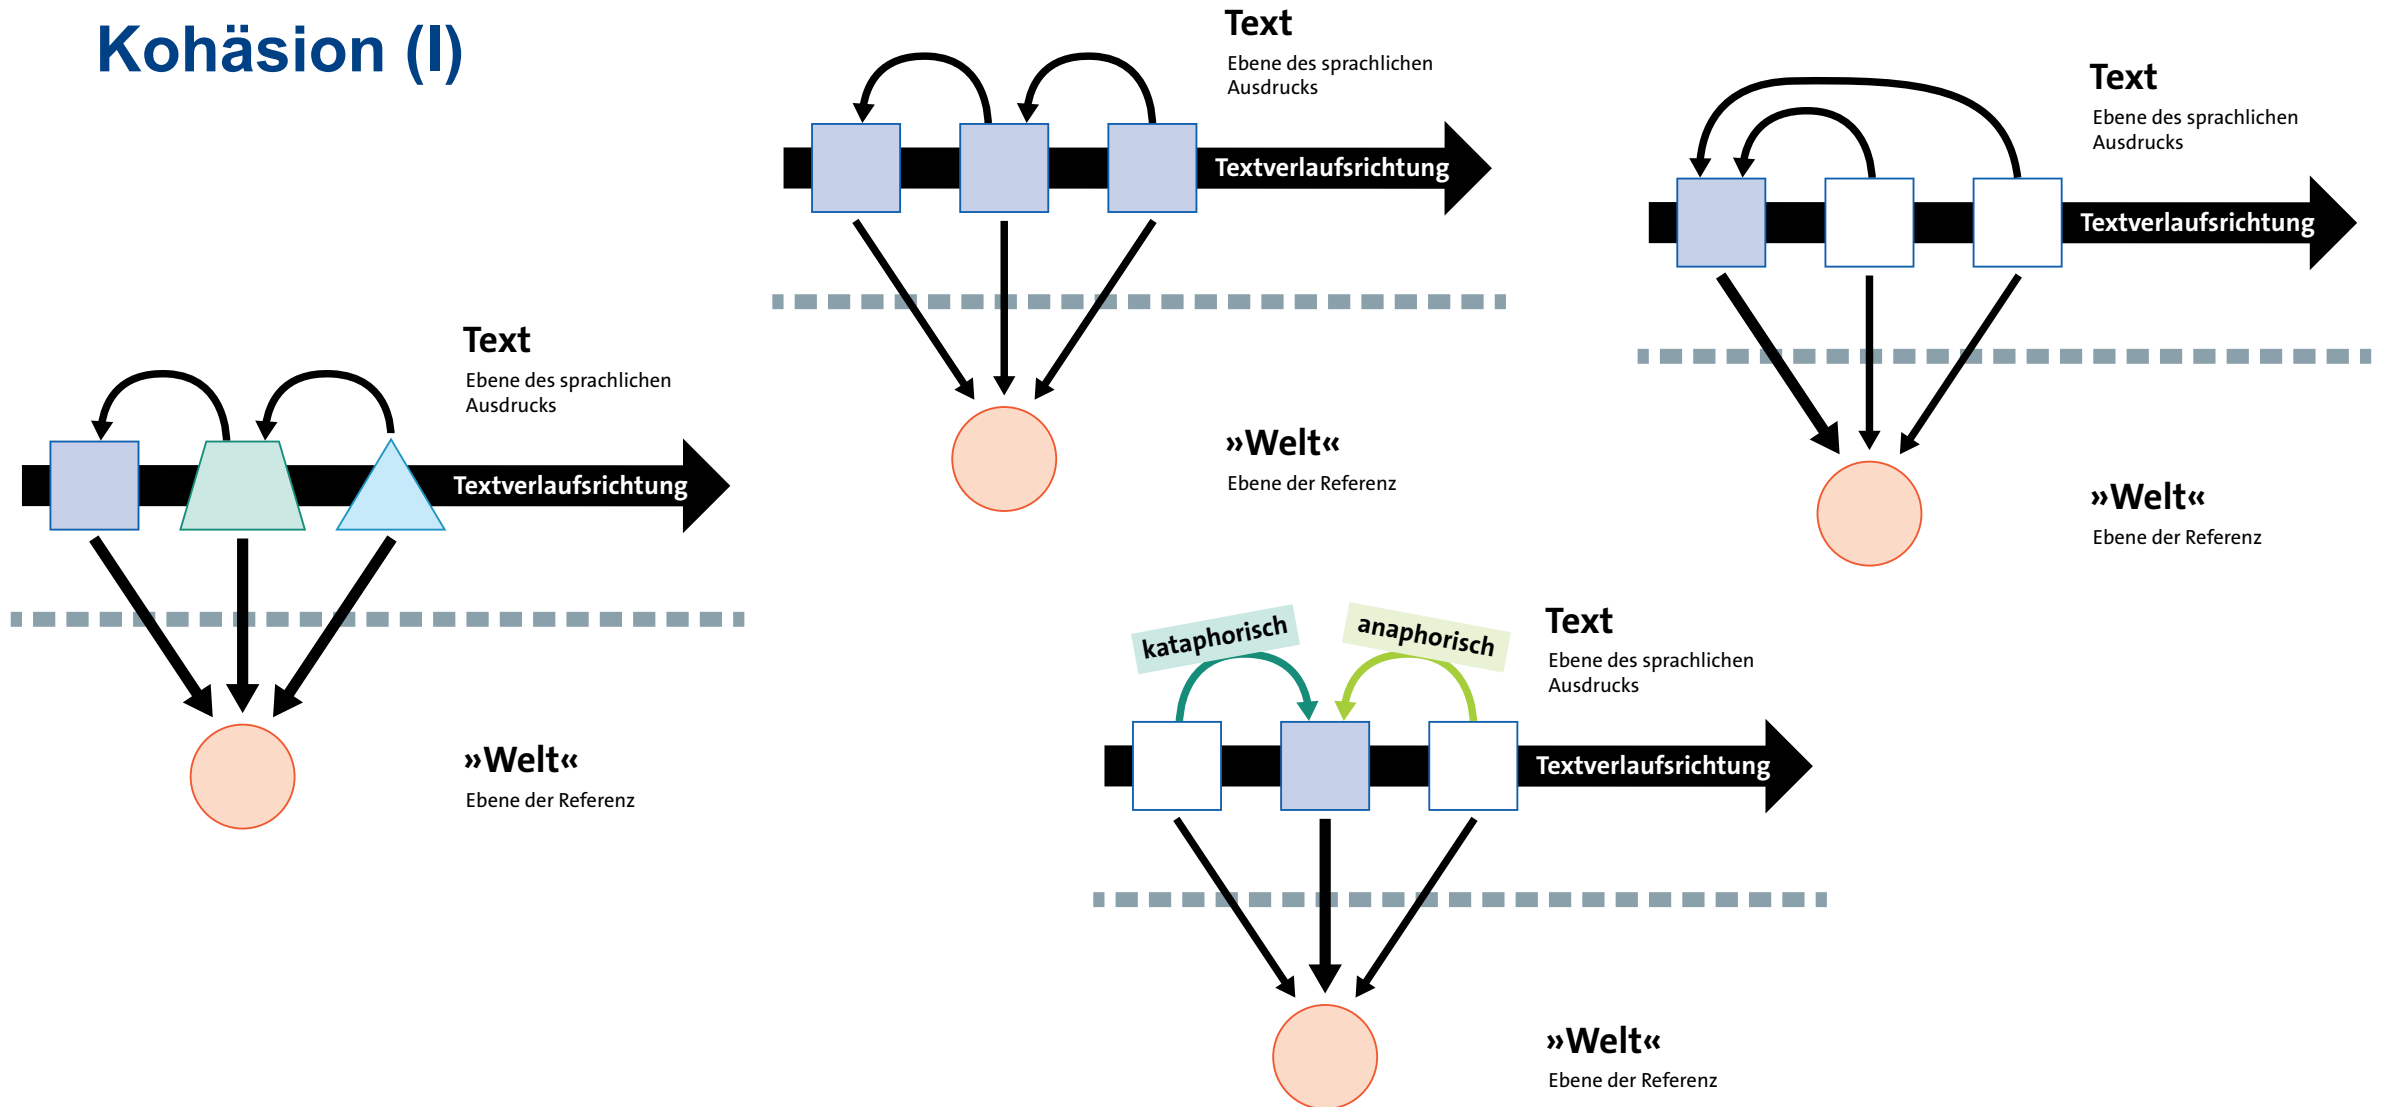 Kohäsion (I)
Text
Ebene des sprachlichen
Ausdrucks
Textverlaufsrichtung
»Welt«
Ebene der Referenz
Text
Ebene des sprachlichen
Ausdrucks
Textverlaufsrichtung
»Welt«
Ebene der Referenz
Text
Ebene des sprachlichen
Ausdrucks
Textverlaufsrichtung
»Welt«
Ebene der Referenz
kataphorisch
anaphorisch
Text
Ebene des sprachlichen
Ausdrucks
Textverlaufsrichtung
»Welt«
Ebene der Referenz